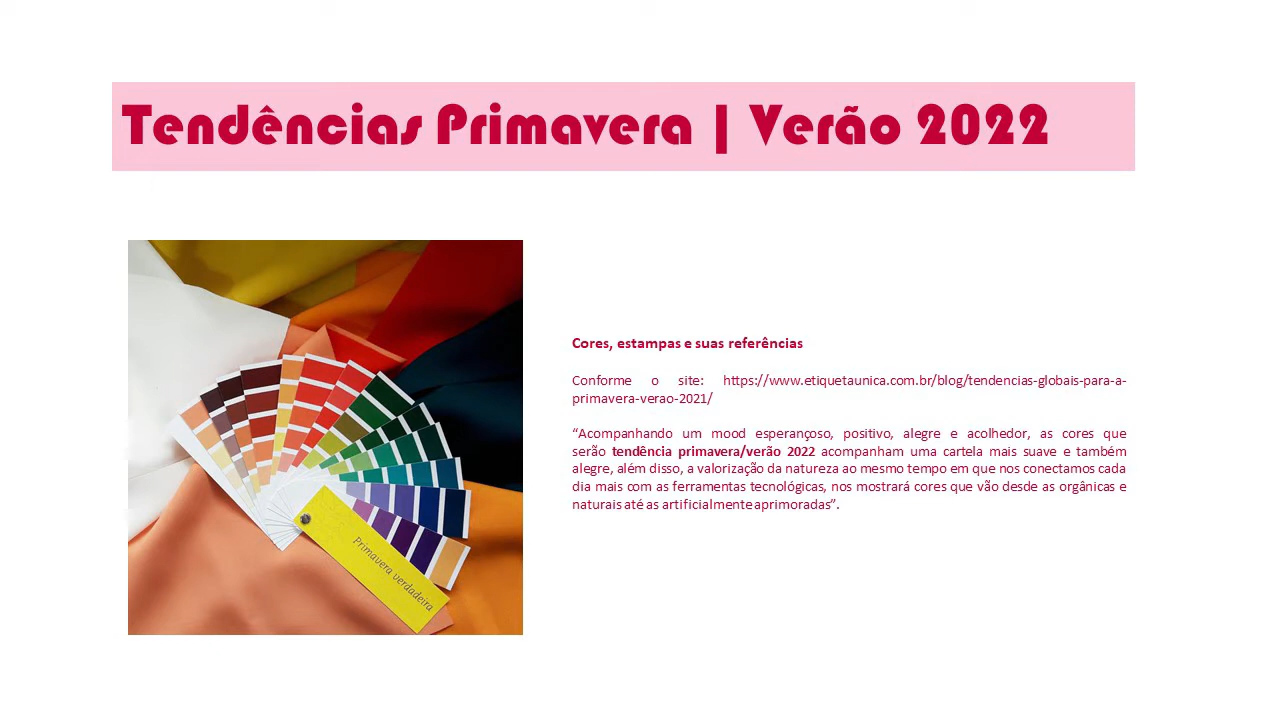 Tendências Primavera | Verão 2022
Cores, estampas e suas referências
Conforme o site: https://www.etiquetaunica.com.br/blog/tendencias-globais-para-a-
primavera-verao-2021/
“Acompanhando um mood esperançoso, positivo, alegre e acolhedor, as cores que
serão tendência primavera/verão 2022 acompanham uma cartela mais suave e também
alegre, além disso, a valorização da natureza ao mesmo tempo em que nos conectamos cada
dia mais com as ferramentas tecnológicas, nos mostrará cores que vão desde as orgânicas e
naturais até as artificialmente aprimoradas”.
Primavera verdadeira